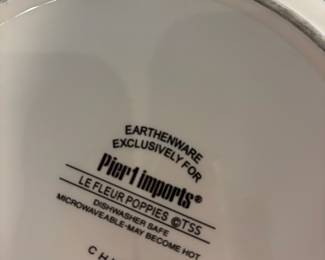 EARTHENWARE
EXCLUSIVELY FOR
Pier1 imports®
LE FLEUR POPPIES ©TSS
DISHWASHER SAFE
MICROWAVEABLE-MAY BECOME HOT